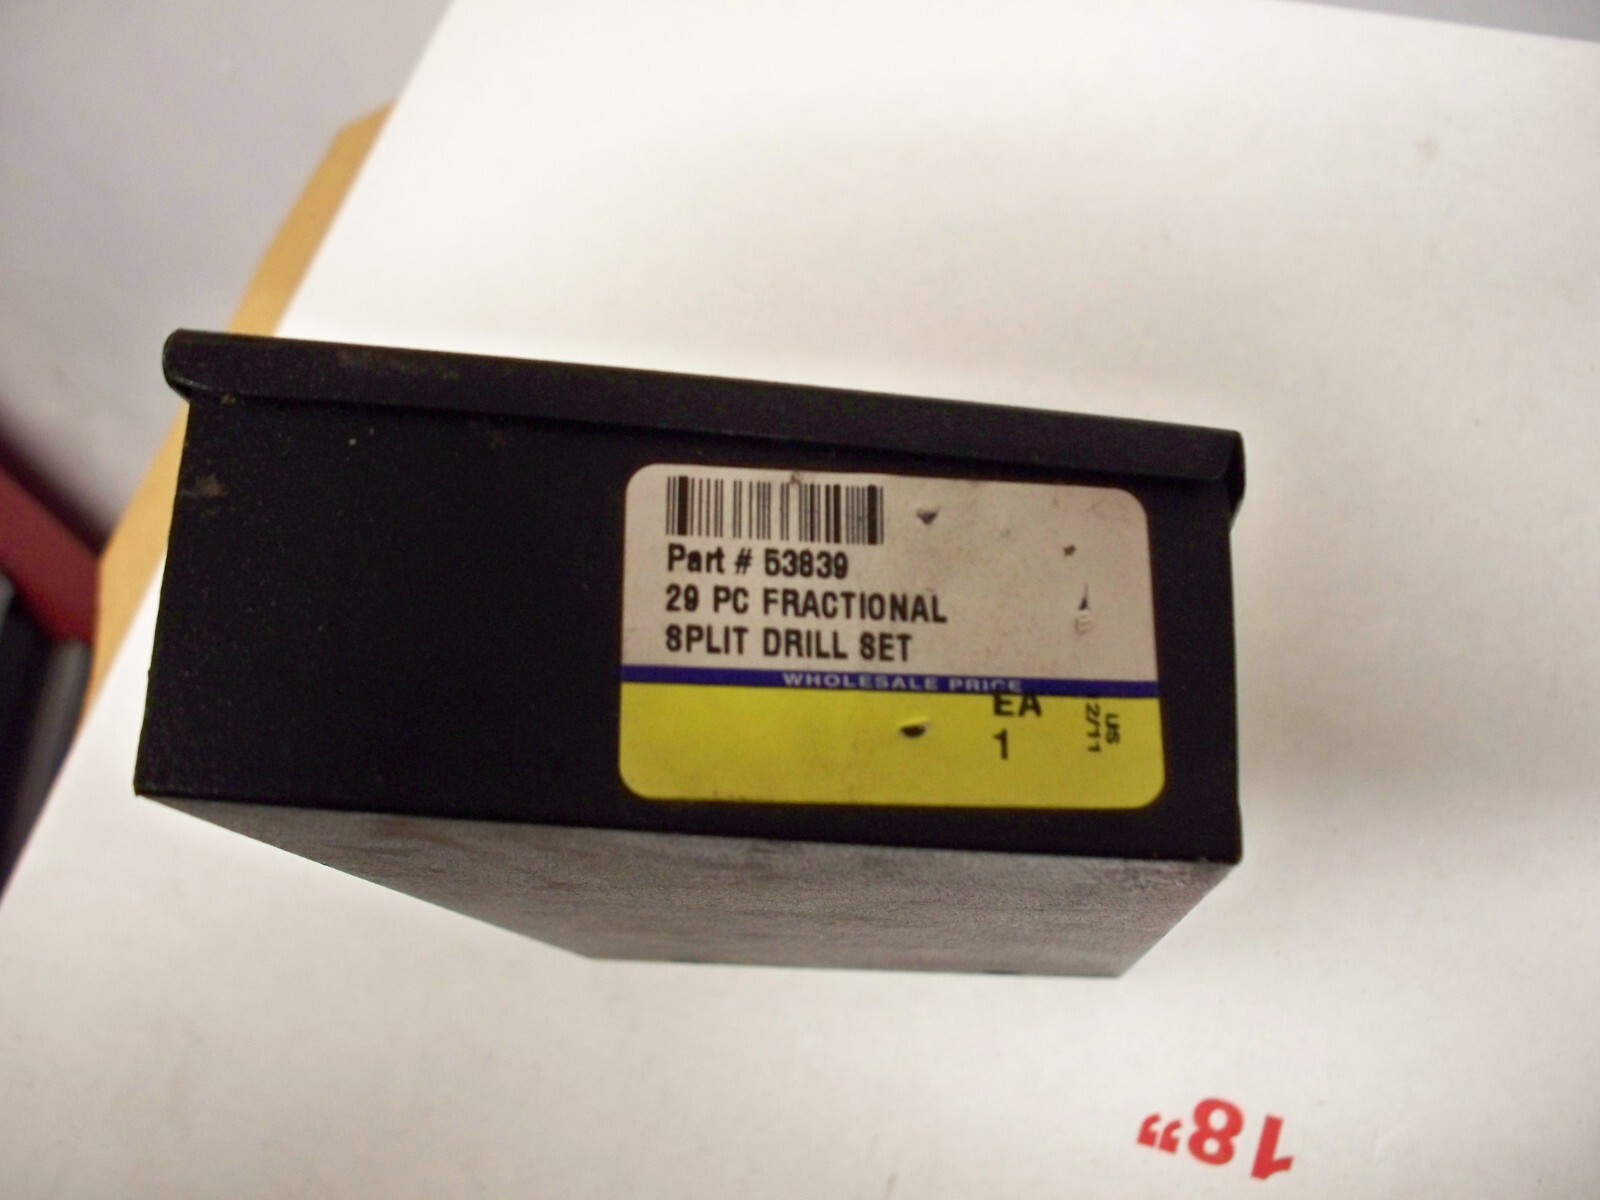 Part # 53839
29 PC FRACTIONAL
SPLIT DRILL SET
WHOLESALE PRICE
EA
1
US
2/11
18”